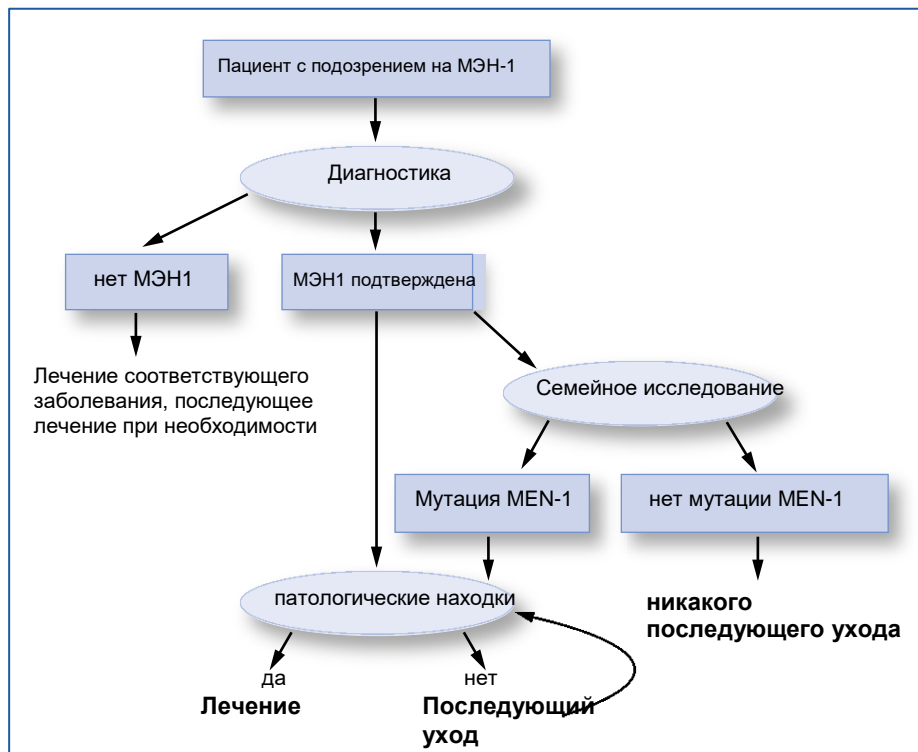 Пациент с подозрением на МЭН-1
Диагностика
нет МЭН1
МЭН1 подтверждена
Лечение соответствующего
заболевания, последующее
лечение при необходимости
Семейное исследование
Мутация MEN-1
нет мутации MEN-1
патологические находки
никакого
последующего ухода
да
Лечение
нет
Последующий
уход